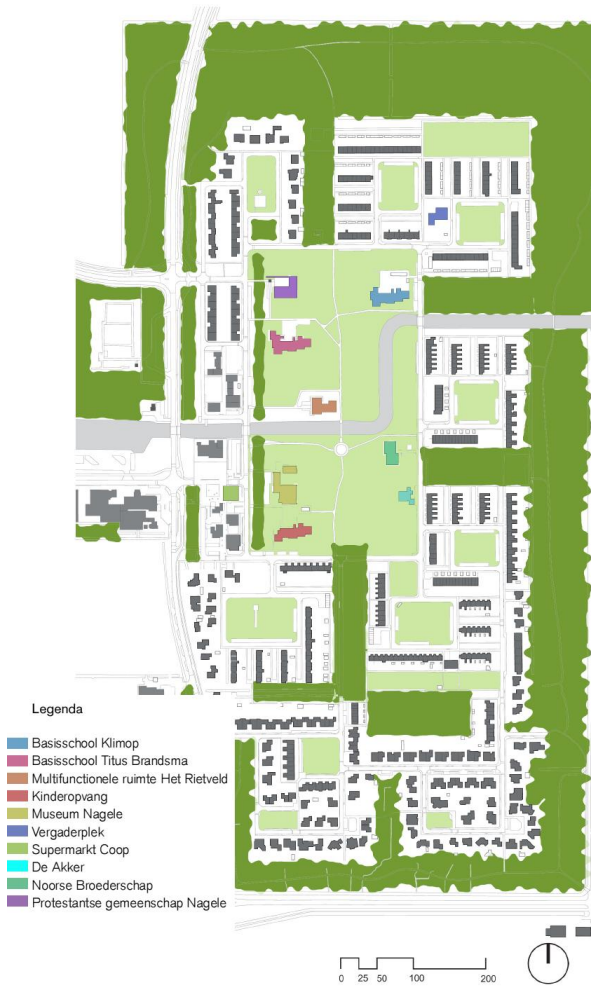 Legenda
Basisschool Klimop
Basisschool Titus Brandsma
Multifunctionele ruimte Het Rietveld
Kinderopvang
Museum Nagele
Vergaderplek
Supermarkt Coop
De Akker
Noorse Broederschap
Protestantse gemeenschap Nagele
0 25 50 100 200